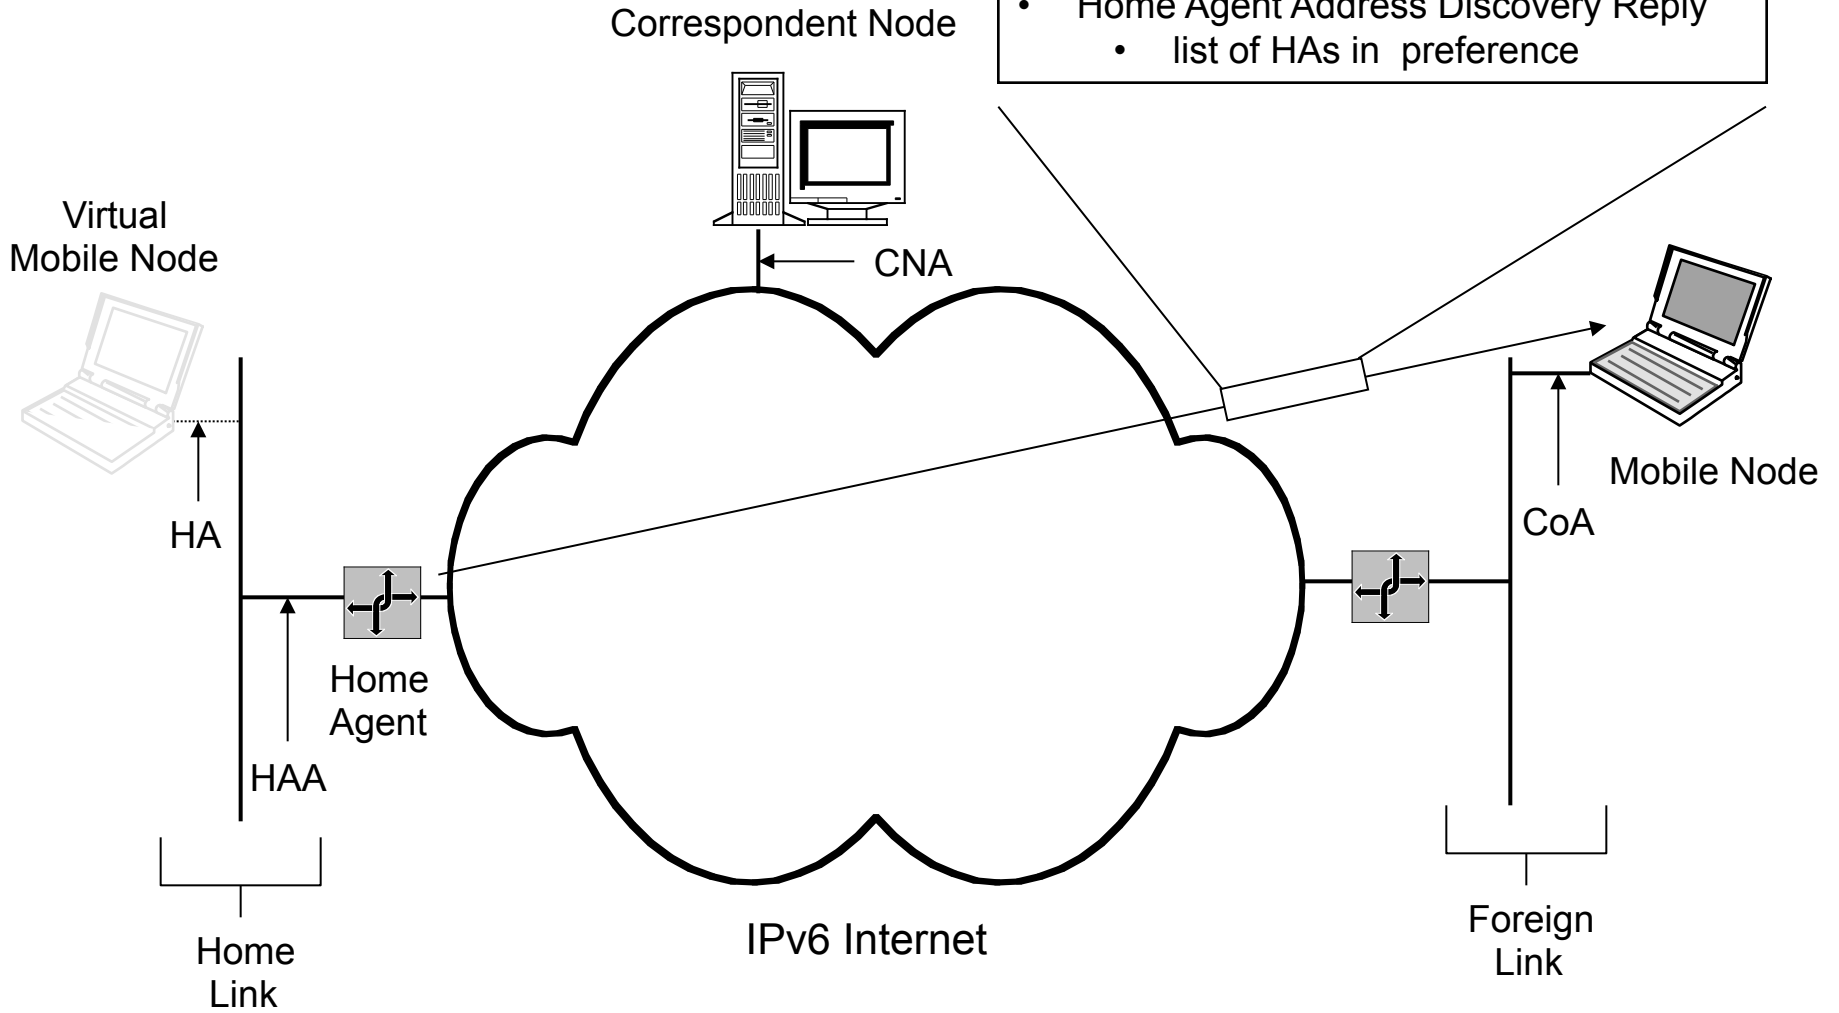 Correspondent Node
• Home Agent Address Discovery Reply
• list of HAs in preference
Virtual
Mobile Node
CNA
Mobile Node
HA
CoA
Home
Agent
HAA
IPv6 Internet
Home
Link
Foreign
Link